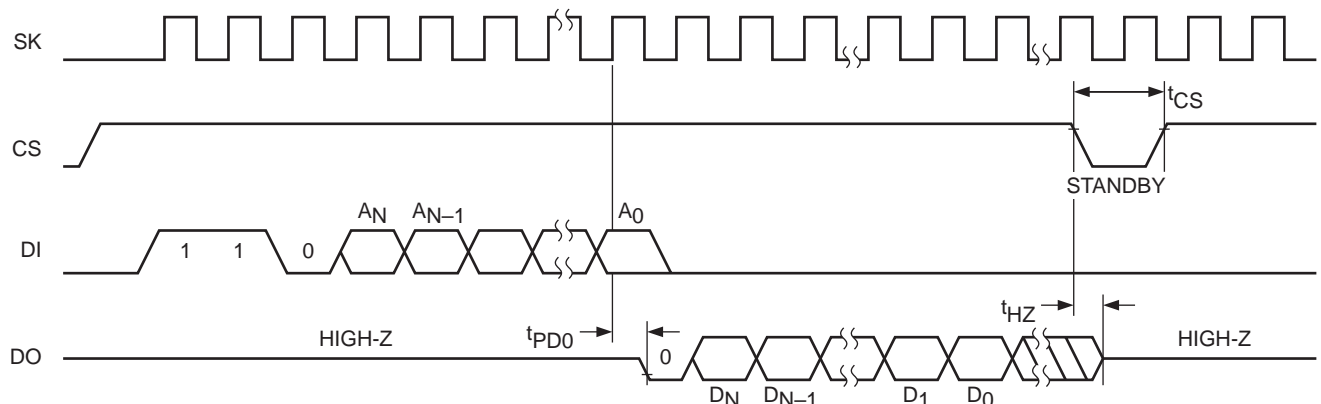 SK
tCS
CS
STANDBY
AN AN–1 A0
DI 1 1 0
tHZ
HIGH-Z tPD0 0 HIGH-Z
DO
DN DN–1 D1 D0